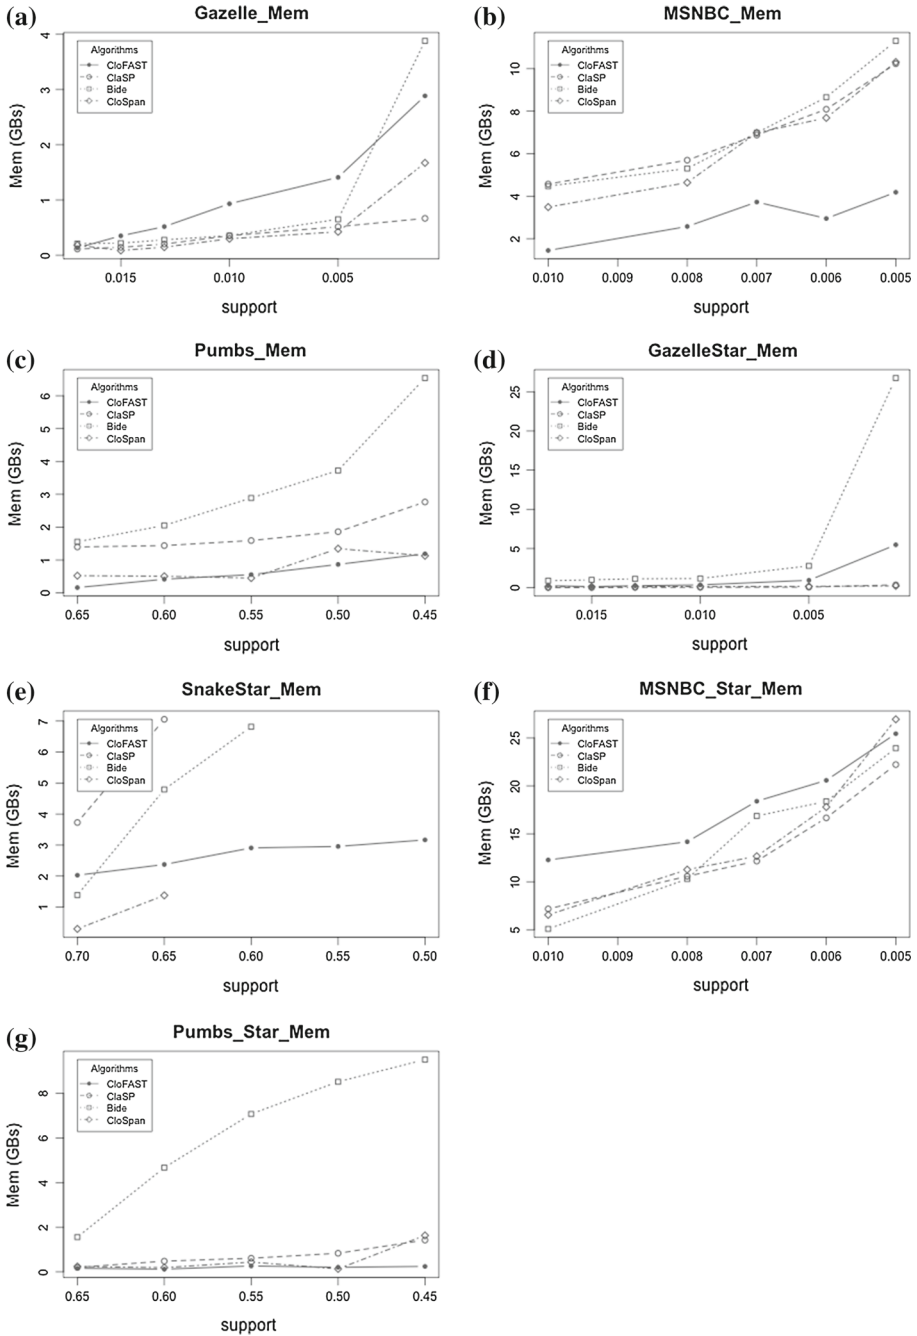 (a)
Gazelle_Mem
Algorithms
CloFAST
ClaSP
Bide
CloSpan
Mem (GBs)
4
3
2
1
0
0.015
0.010
0.005
support
(b)
MSNBC_Mem
Algorithms
CloFAST
ClaSP
Bide
CloSpan
Mem (GBs)
10
8
6
4
2
0.010
0.009
0.008
0.007
0.006
0.005
support
(c)
Pumbs_Mem
Algorithms
CloFAST
ClaSP
Bide
CloSpan
Mem (GBs)
6
5
4
3
2
1
0
0.65
0.60
0.55
0.50
0.45
support
(d)
GazelleStar_Mem
Algorithms
CloFAST
ClaSP
Bide
CloSpan
Mem (GBs)
25
20
15
10
5
0
0.015
0.010
0.005
support
(e)
SnakeStar_Mem
Algorithms
CloFAST
ClaSP
Bide
CloSpan
Mem (GBs)
7
6
5
4
3
2
1
0.70
0.65
0.60
0.55
0.50
support
(f)
MSNBC_Star_Mem
Algorithms
CloFAST
ClaSP
Bide
CloSpan
Mem (GBs)
25
20
15
10
5
0.010
0.009
0.008
0.007
0.006
0.005
support
(g)
Pumbs_Star_Mem
Algorithms
CloFAST
ClaSP
Bide
CloSpan
Mem (GBs)
8
6
4
2
0
0.65
0.60
0.55
0.50
0.45
support